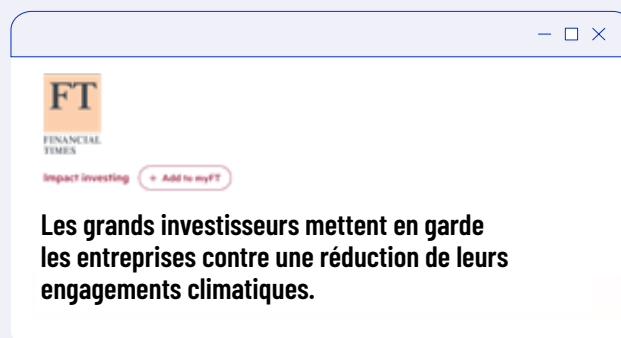 FT
FINANCIAL
TIMES
Impact investing + Add to myFT
Les grands investisseurs mettent en garde
les entreprises contre une réduction de leurs
engagements climatiques.